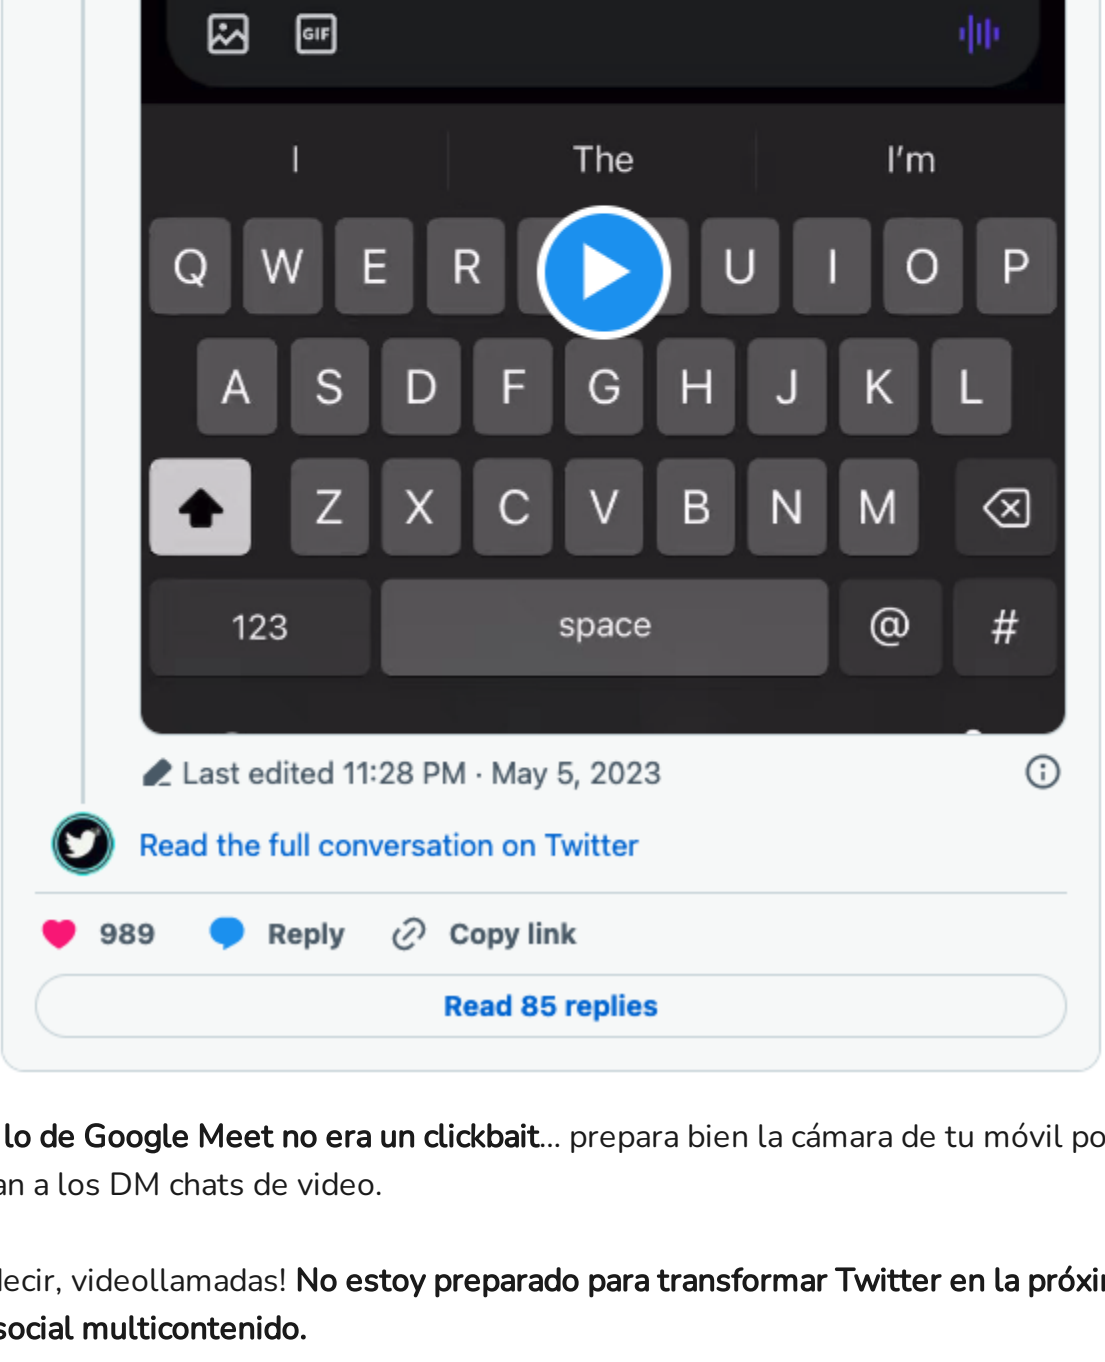 GIF
I The I'm
Q W E R U I O P
A S D F G H J K L
Z X C V B N M
123 space @ #
Last edited 11:28 PM · May 5, 2023
Read the full conversation on Twitter
989 Reply Copy link
Read 85 replies
lo de Google Meet no era un clickbait... prepara bien la cámara de tu móvil po
an a los DM chats de video.
decir, videollamadas! No estoy preparado para transformar Twitter en la próxi
social multicontenido.